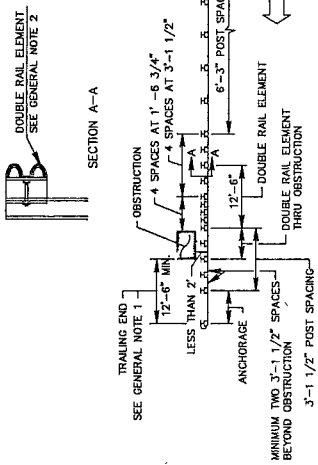 DOUBLE RAIL ELEMENT
SEE GENERAL NOTE 2
SECTION A-A
TRAILING END
SEE GENERAL NOTE 1
12'-6" MIN.
OBSTRUCTION
4 SPACES AT 1'-6 3/4"
4 SPACES AT 3'-1 1/2"
6'-3" POST SPAC
LESS THAN 2'
A
A
12'-6"
ANCHORAGE
DOUBLE RAIL ELEMENT
DOUBLE RAIL ELEMENT
THRU OBSTRUCTION
MINIMUM TWO 3'-1 1/2" SPACES
BEYOND OBSTRUCTION
3'-1 1/2" POST SPACING